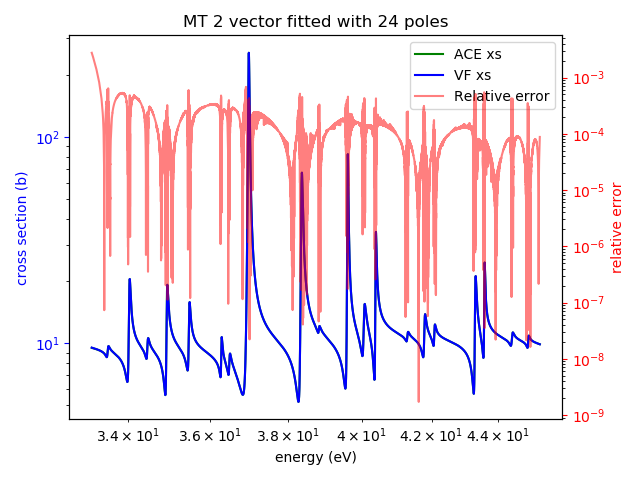 MT 2 vector fitted with 24 poles
ACE xs
VF xs
Relative error
cross section (b)
10²
10¹
relative error
10⁻³
10⁻⁴
10⁻⁵
10⁻⁶
10⁻⁷
10⁻⁸
10⁻⁹
3.4 × 10¹ 3.6 × 10¹ 3.8 × 10¹ 4 × 10¹ 4.2 × 10¹ 4.4 × 10¹
energy (eV)